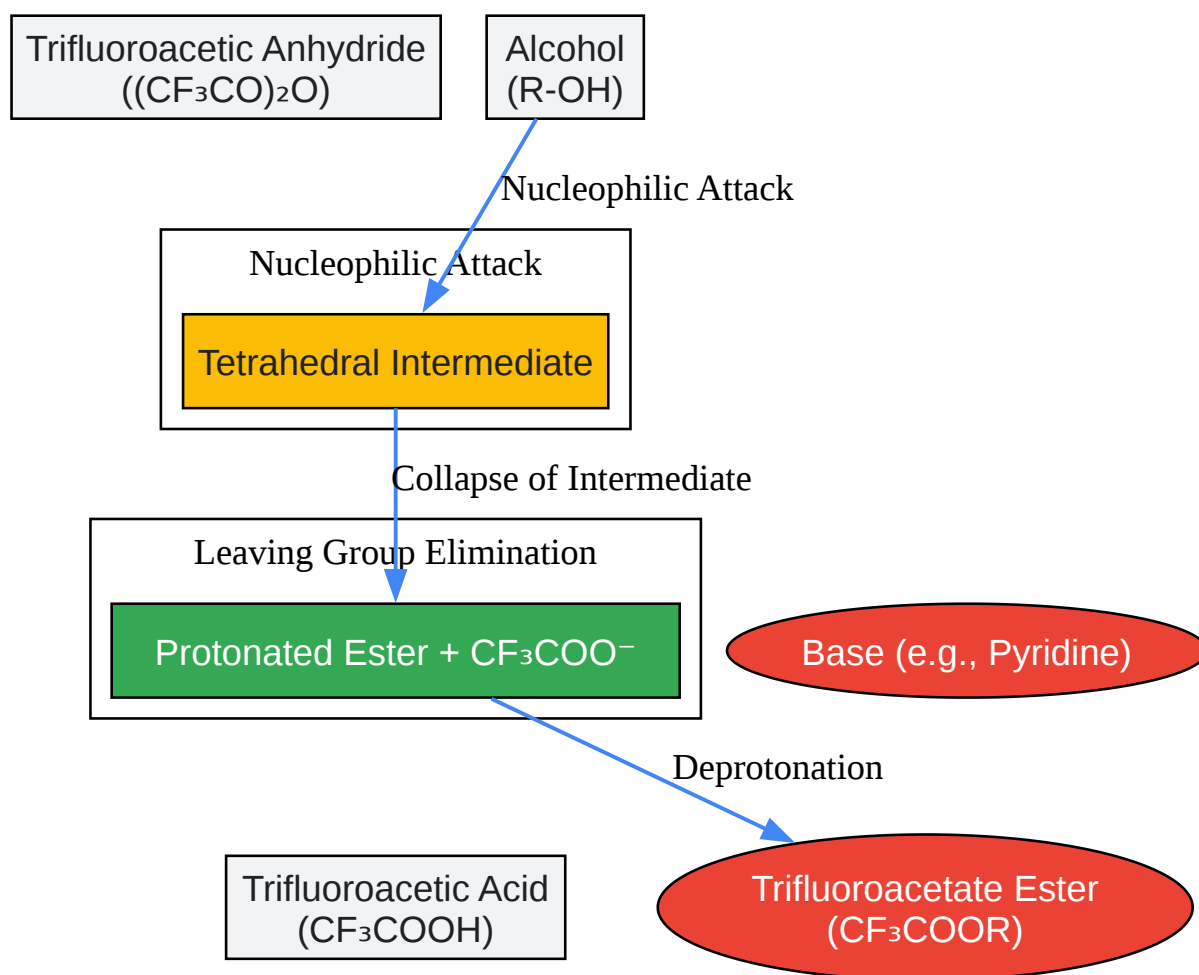 Trifluoroacetic Anhydride
((CF₃CO)₂O)
Alcohol
(R-OH)
Nucleophilic Attack
Nucleophilic Attack
Tetrahedral Intermediate
Collapse of Intermediate
Leaving Group Elimination
Protonated Ester + CF₃COO⁻
Base (e.g., Pyridine)
Deprotonation
Trifluoroacetic Acid
(CF₃COOH)
Trifluoroacetate Ester
(CF₃COOR)